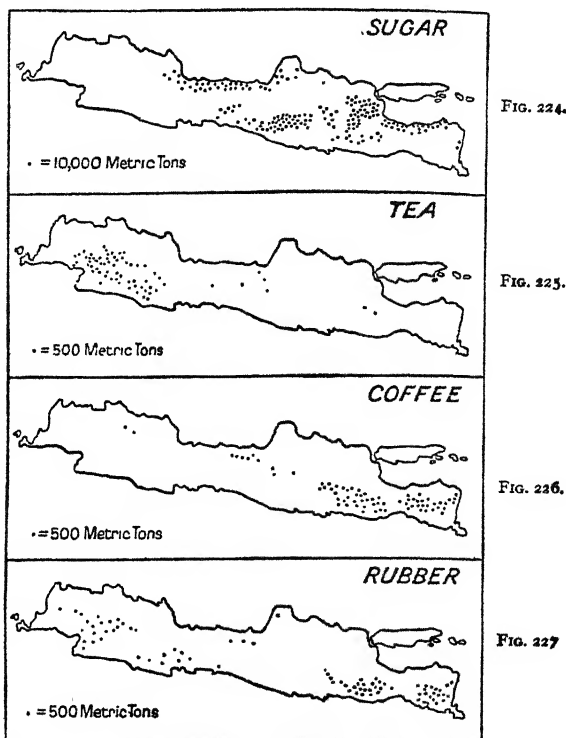 SUGAR
FIG. 224.
• = 10,000 Metric Tons
TEA
FIG. 225.
• = 500 Metric Tons
COFFEE
FIG. 226.
• = 500 Metric Tons
RUBBER
FIG. 227
• = 500 Metric Tons